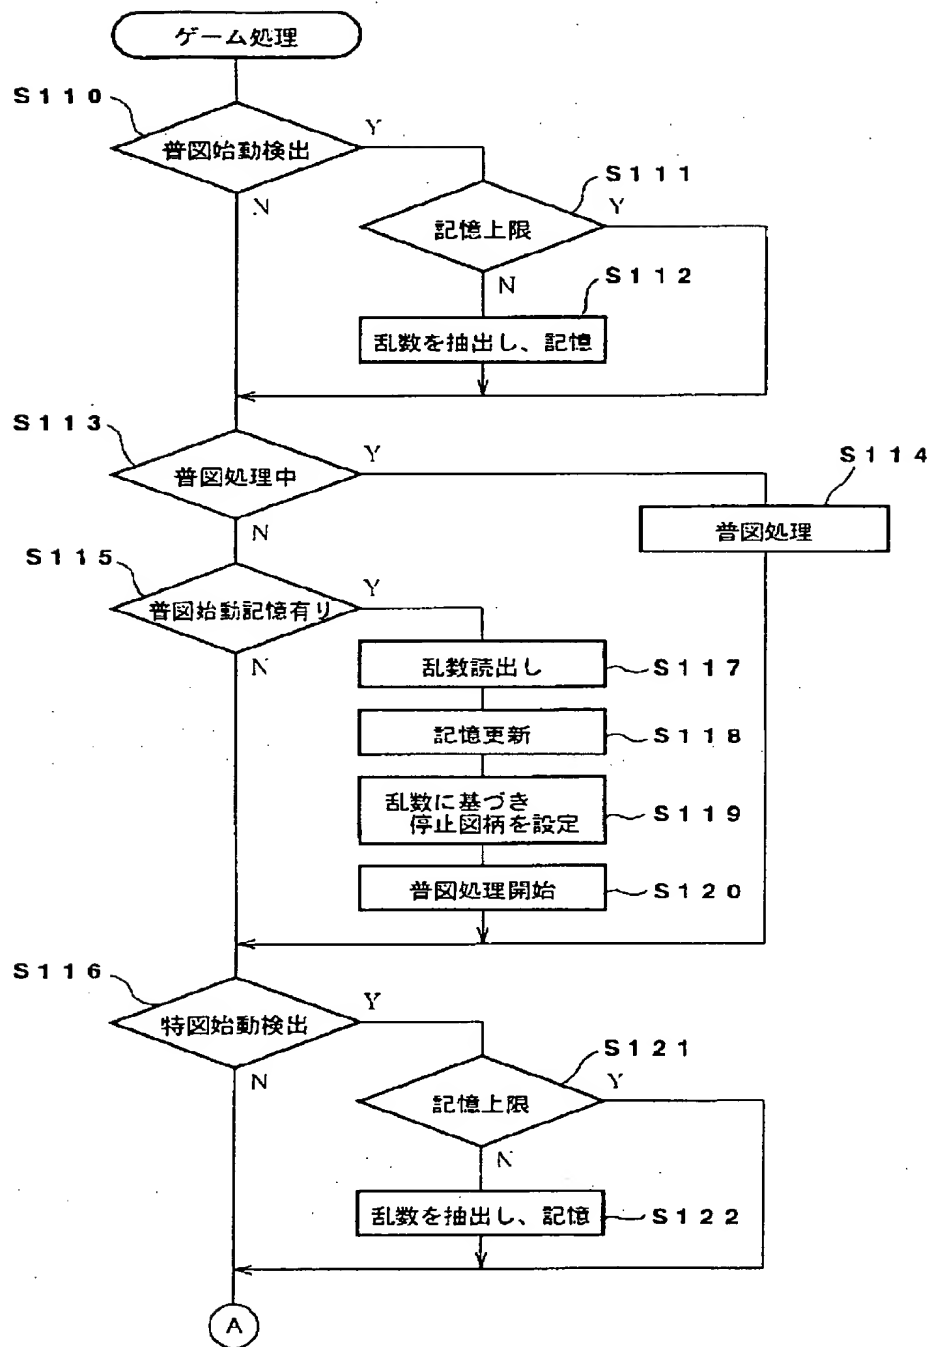 ゲーム処理
S110
普図始動検出
Y
N
S111
記憶上限
Y
N
S112
乱数を抽出し、記憶
S113
普図処理中
Y
N
S114
普図処理
S115
普図始動記憶有り
Y
N
乱数読出し
S117
記憶更新
S118
乱数に基づき
停止図柄を設定
S119
普図処理開始
S120
S116
特図始動検出
Y
N
S121
記憶上限
Y
N
乱数を抽出し、記憶
S122
A